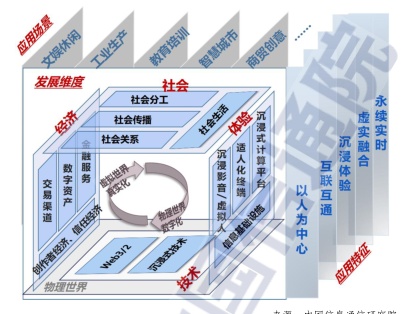 应用场景
文娱休闲
工业生产
教育培训
智慧城市
商贸创意
发展维度
社会
社会分工
社会传播
社会关系
社会生活
经济
金融服务
数字资产
交易渠道
创作者经济、信任经济
体验
沉浸式计算平台
适人化终端
沉浸影音/虚拟人
信息基础设施
虚拟世界
真实化
物理世界
数字化
Web3/2
沉浸式技术
技术
物理世界
以人为中心
互联互通
沉浸体验
虚实融合
永续实时
应用特征
来源：中国信息通信研究院